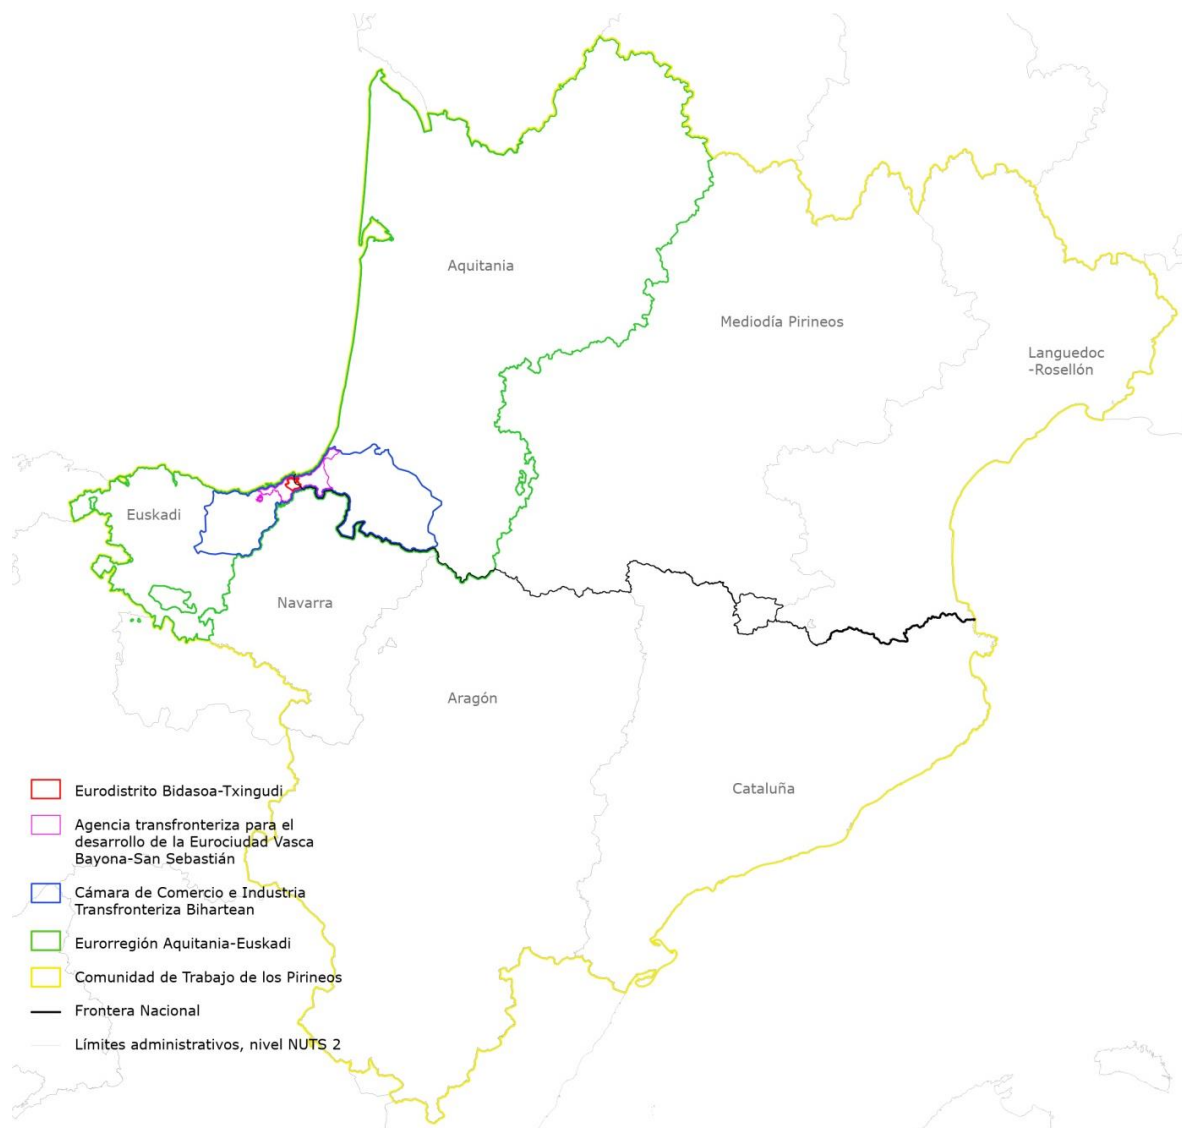 Aquitania
Mediodía Pirineos
Languedoc
-Rosellón
Euskadi
Navarra
Aragón
Cataluña
Eurodistrito Bidasoa-Txingudi
Agencia transfronteriza para el
desarrollo de la Eurociudad Vasca
Bayona-San Sebastián
Cámara de Comercio e Industria
Transfronteriza Bihartean
Eurorregión Aquitania-Euskadi
Comunidad de Trabajo de los Pirineos
Frontera Nacional
Límites administrativos, nivel NUTS 2